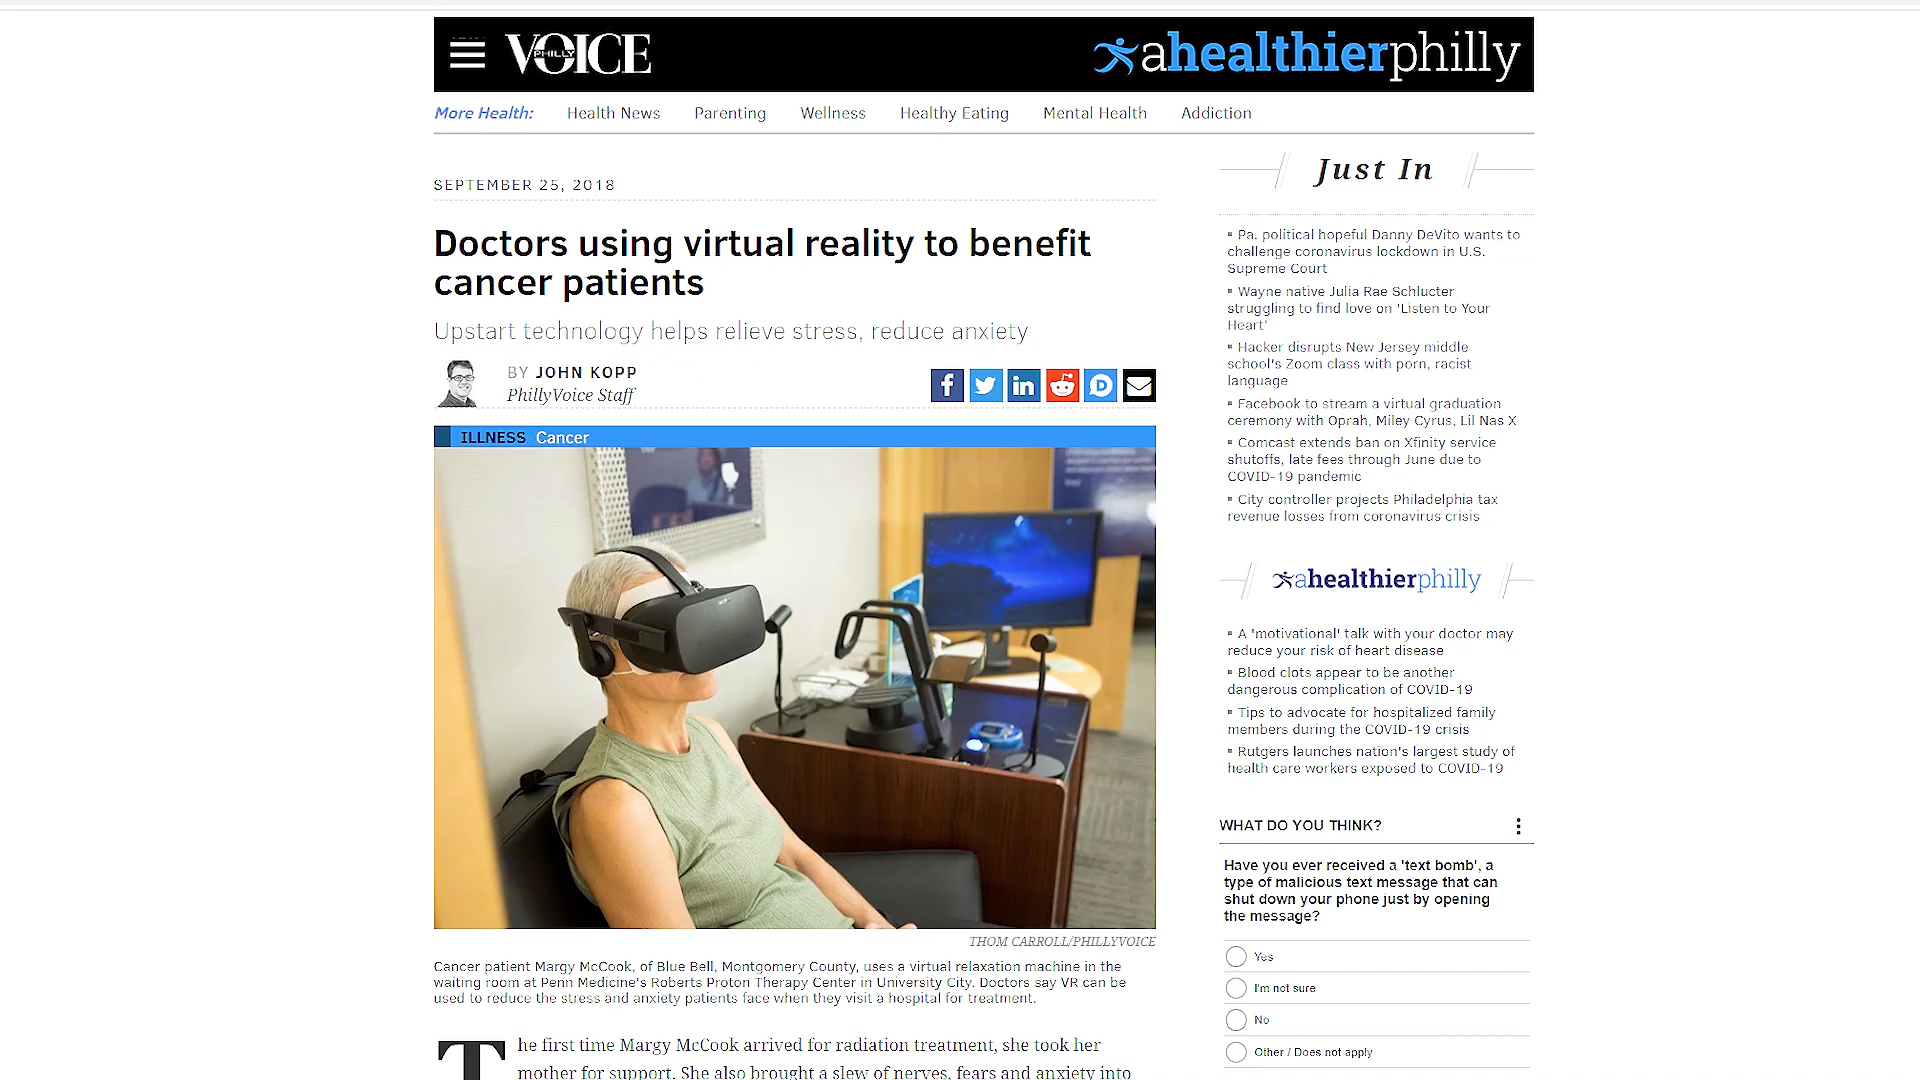 VOICE
PHILLY
ahealthierphilly
More Health: Health News Parenting Wellness Healthy Eating Mental Health Addiction
SEPTEMBER 25, 2018
Doctors using virtual reality to benefit
cancer patients
Upstart technology helps relieve stress, reduce anxiety
BY JOHN KOPP
PhillyVoice Staff
ILLNESS Cancer
THOM CARROLL/PHILLYVOICE
Cancer patient Margy McCook, of Blue Bell, Montgomery County, uses a virtual relaxation machine in the
waiting room at Penn Medicine's Roberts Proton Therapy Center in University City. Doctors say VR can be
used to reduce the stress and anxiety patients face when they visit a hospital for treatment.
The first time Margy McCook arrived for radiation treatment, she took her
mother for support. She also brought a slew of nerves, fears and anxiety into
Just In
Pa. political hopeful Danny DeVito wants to
challenge coronavirus lockdown in U.S.
Supreme Court
Wayne native Julia Rae Schlucter
struggling to find love on 'Listen to Your
Heart'
Hacker disrupts New Jersey middle
school's Zoom class with porn, racist
language
Facebook to stream a virtual graduation
ceremony with Oprah, Miley Cyrus, Lil Nas X
Comcast extends ban on Xfinity service
shutoffs, late fees through June due to
COVID-19 pandemic
City controller projects Philadelphia tax
revenue losses from coronavirus crisis
ahealthierphilly
A 'motivational' talk with your doctor may
reduce your risk of heart disease
Blood clots appear to be another
dangerous complication of COVID-19
Tips to advocate for hospitalized family
members during the COVID-19 crisis
Rutgers launches nation's largest study of
health care workers exposed to COVID-19
WHAT DO YOU THINK?
Have you ever received a 'text bomb', a
type of malicious text message that can
shut down your phone just by opening
the message?
Yes
I'm not sure
No
Other / Does not apply